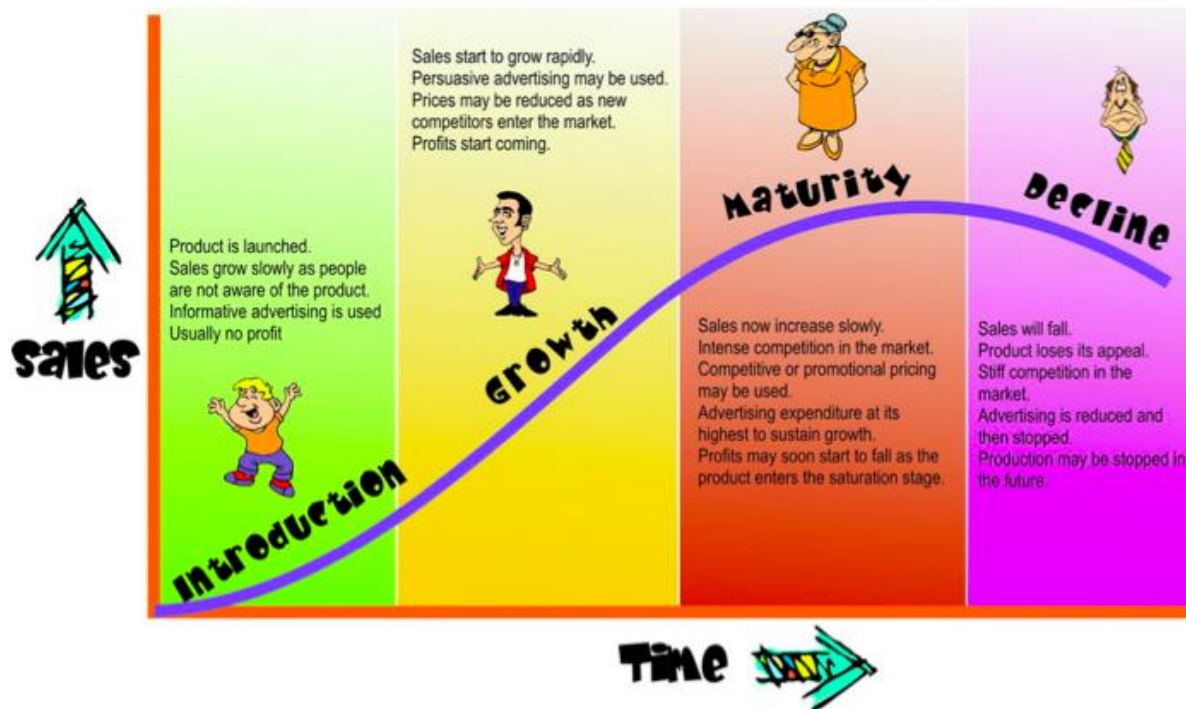 Sales
Product is launched.
Sales grow slowly as people
are not aware of the product.
Informative advertising is used
Usually no profit
Introduction
Sales start to grow rapidly.
Persuasive advertising may be used.
Prices may be reduced as new
competitors enter the market.
Profits start coming.
Growth
Maturity
Sales now increase slowly.
Intense competition in the market.
Competitive or promotional pricing
may be used.
Advertising expenditure at its
highest to sustain growth.
Profits may soon start to fall as the
product enters the saturation stage.
Decline
Sales will fall.
Product loses its appeal.
Stiff competition in the
market.
Advertising is reduced and
then stopped.
Production may be stopped in
the future.
Time